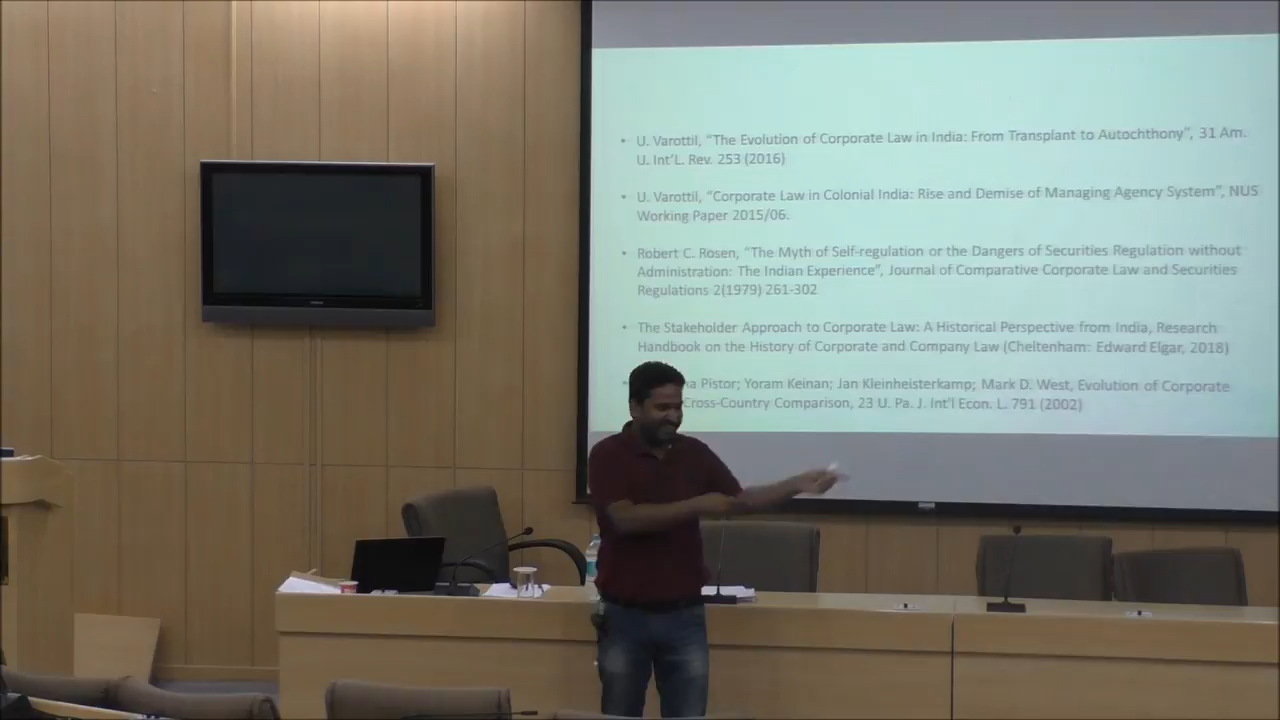 • U. Varottil, “The Evolution of Corporate Law in India: From Transplant to Autochthony”, 31 Am.
U. Int’L. Rev. 253 (2016)
• U. Varottil, “Corporate Law in Colonial India: Rise and Demise of Managing Agency System”, NUS
Working Paper 2015/06.
• Robert C. Rosen, “The Myth of Self-regulation or the Dangers of Securities Regulation without
Administration: The Indian Experience”, Journal of Comparative Corporate Law and Securities
Regulations 2(1979) 261-302
• The Stakeholder Approach to Corporate Law: A Historical Perspective from India, Research
Handbook on the History of Corporate and Company Law (Cheltenham: Edward Elgar, 2018)
• na Pistor; Yoram Keinan; Jan Kleinheisterkamp; Mark D. West, Evolution of Corporate
Cross-Country Comparison, 23 U. Pa. J. Int’l Econ. L. 791 (2002)